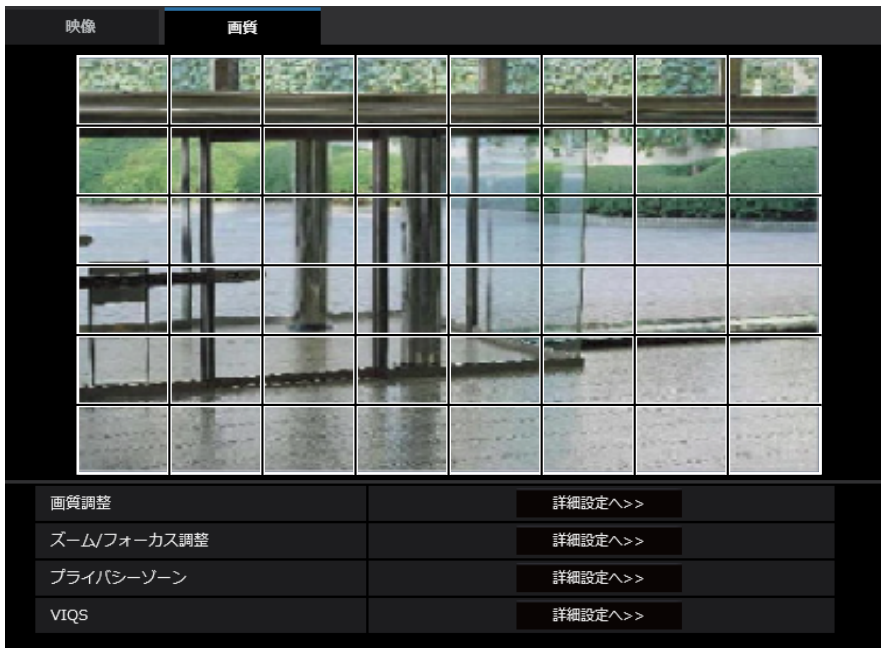 映像
画質
画質調整 詳細設定へ>>
ズーム/フォーカス調整 詳細設定へ>>
プライバシーゾーン 詳細設定へ>>
VIQS 詳細設定へ>>